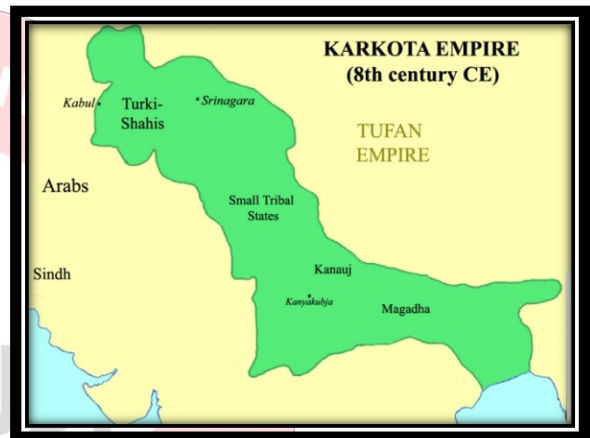 KARKOTA EMPIRE
(8th century CE)
Kabul
Turki-
Shahis
Srinagara
TUFAN
EMPIRE
Arabs
Small Tribal
States
Sindh
Kanauj
Kanyakubja
Magadha